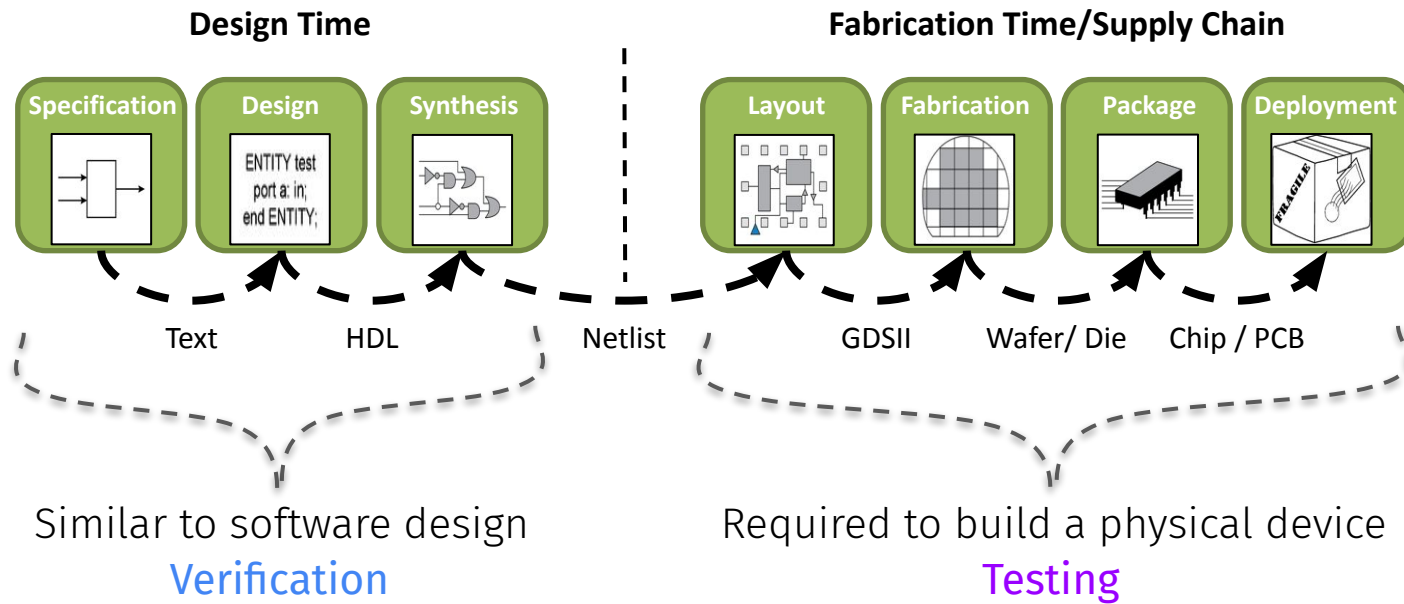 Design Time
Fabrication Time/Supply Chain
Specification
Design
Synthesis
Layout
Fabrication
Package
Deployment
ENTITY test
port a: in;
end ENTITY;
FRAGILE
Text
HDL
Netlist
GDSII
Wafer/ Die
Chip / PCB
Similar to software design
Required to build a physical device
Verification
Testing